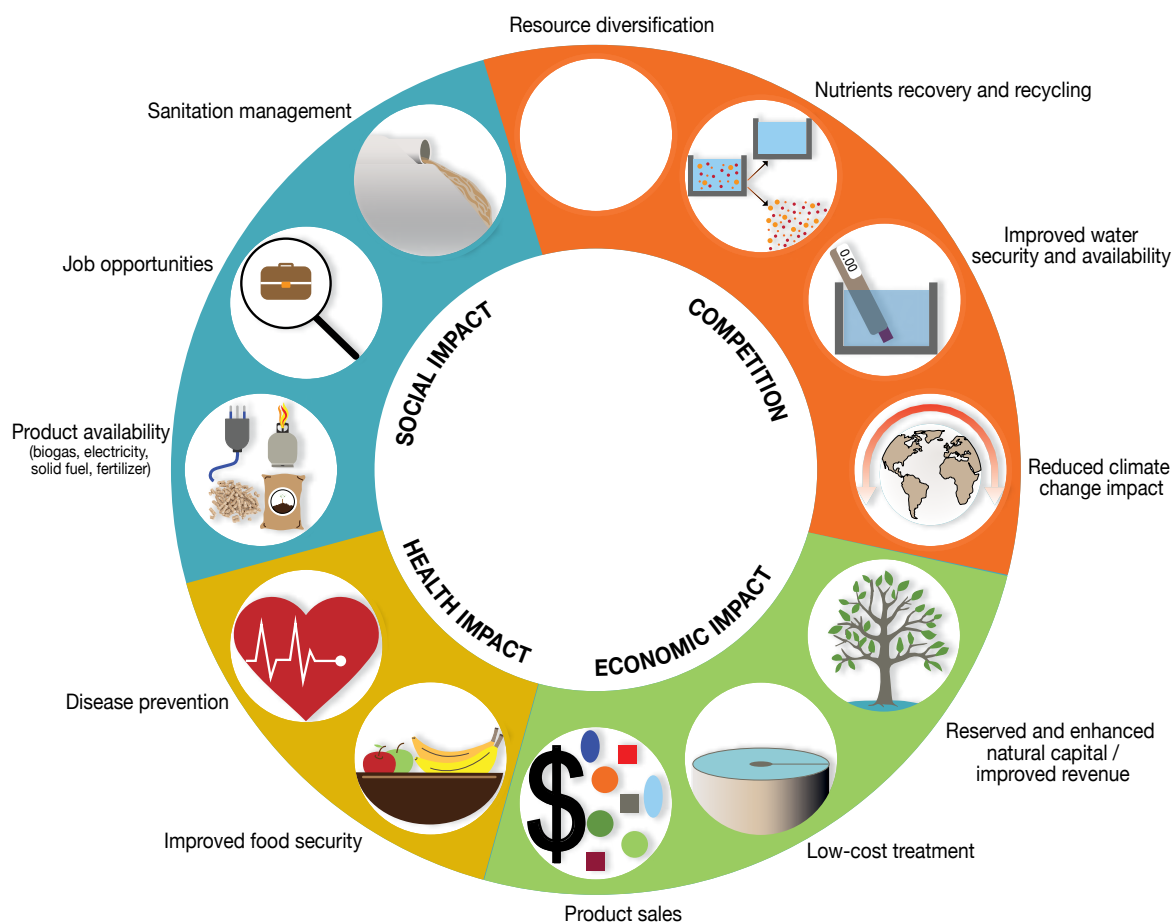 Resource diversification
Nutrients recovery and recycling
Sanitation management
Improved water
security and availability
0.00
Job opportunities
SOCIAL IMPACT
COMPETITION
Product availability
(biogas, electricity,
solid fuel, fertilizer)
Reduced climate
change impact
HEALTH IMPACT
ECONOMIC IMPACT
Disease prevention
Reserved and enhanced
natural capital /
improved revenue
Improved food security
$
Low-cost treatment
Product sales